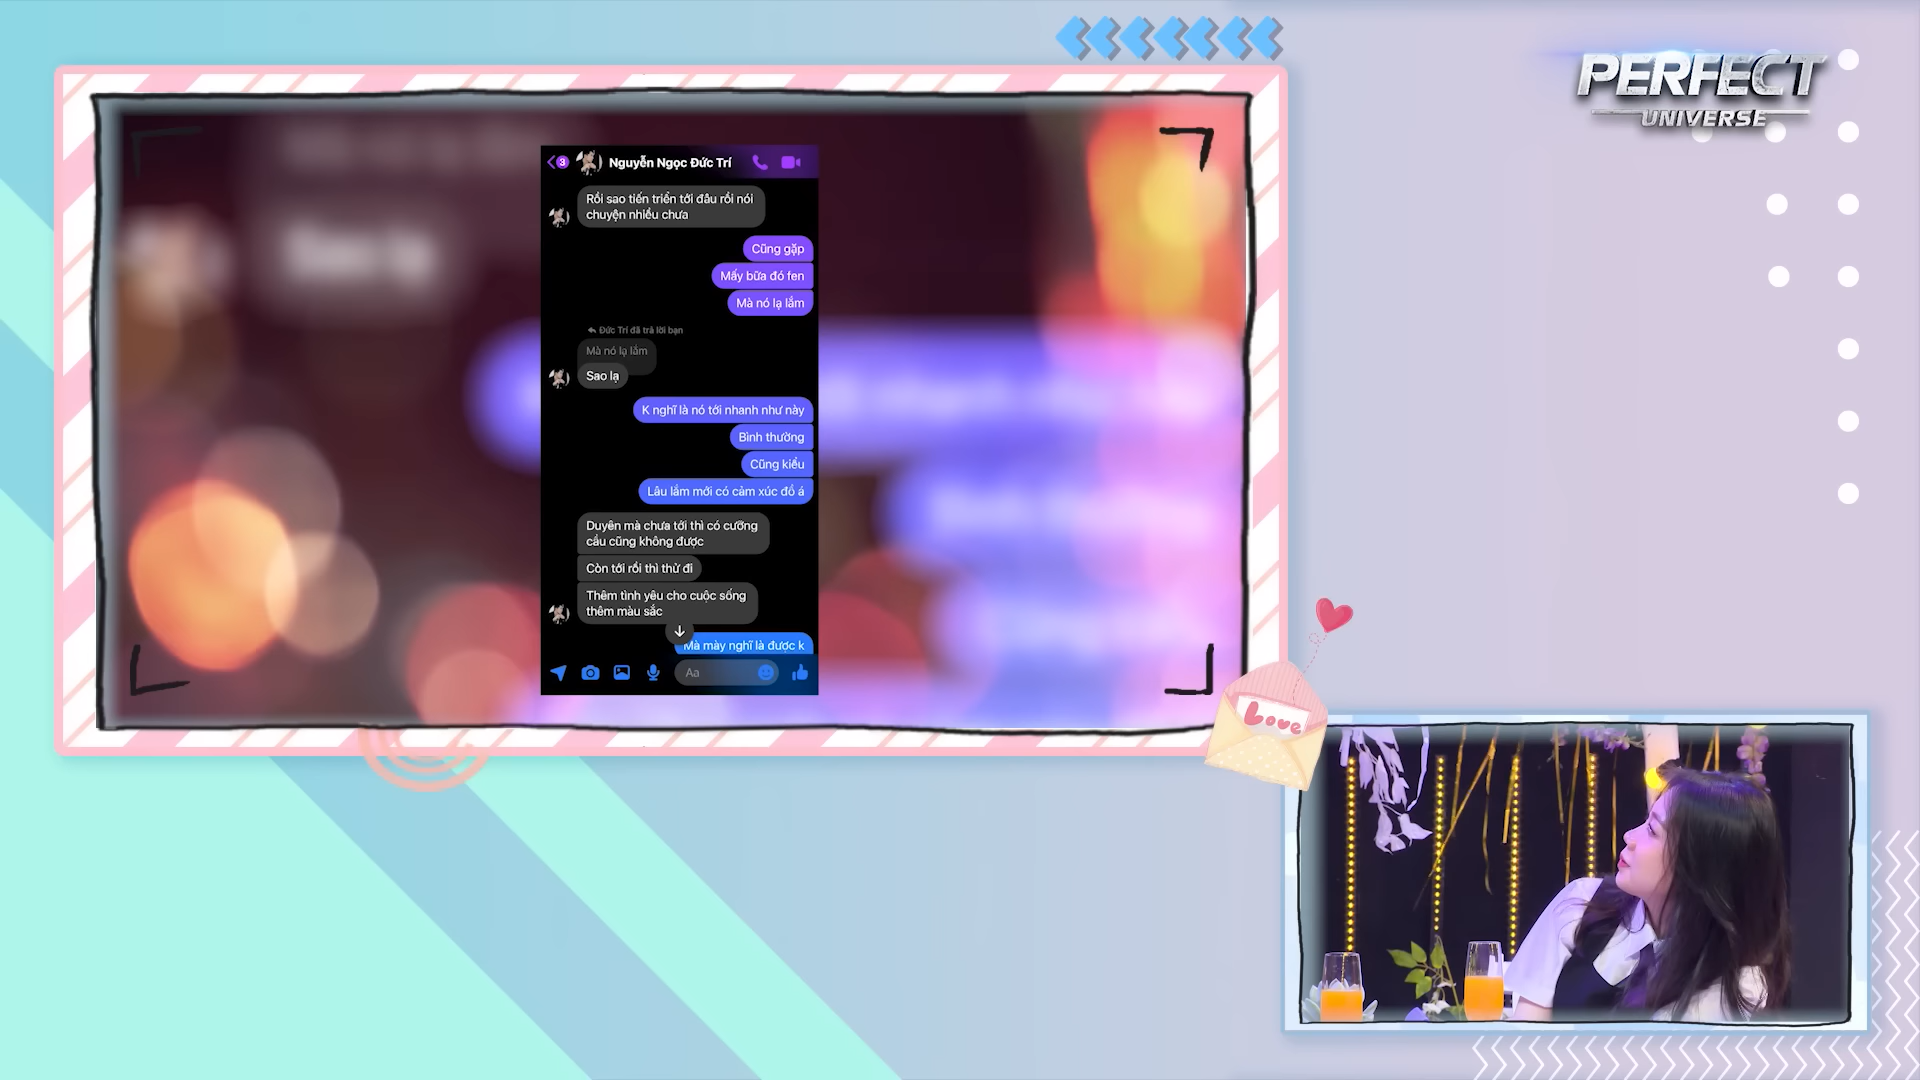 PERFECT
UNIVERSE
3
Nguyễn Ngọc Đức Trí
Rồi sao tiến triển tới đâu rồi nói
chuyện nhiều chưa
Cũng gặp
Mấy bữa đó fen
Mà nó lạ lắm
Đức Trí đã trả lời bạn
Mà nó lạ lắm
Sao lạ
K nghĩ là nó tới nhanh như này
Bình thường
Cũng kiểu
Lâu lắm mới có cảm xúc đồ á
Duyên mà chưa tới thì có cưỡng
cầu cũng không được
Còn tới rồi thì thử đi
Thêm tình yêu cho cuộc sống
thêm màu sắc
Mà mày nghĩ là được k
Aa
Love
Sao lạ